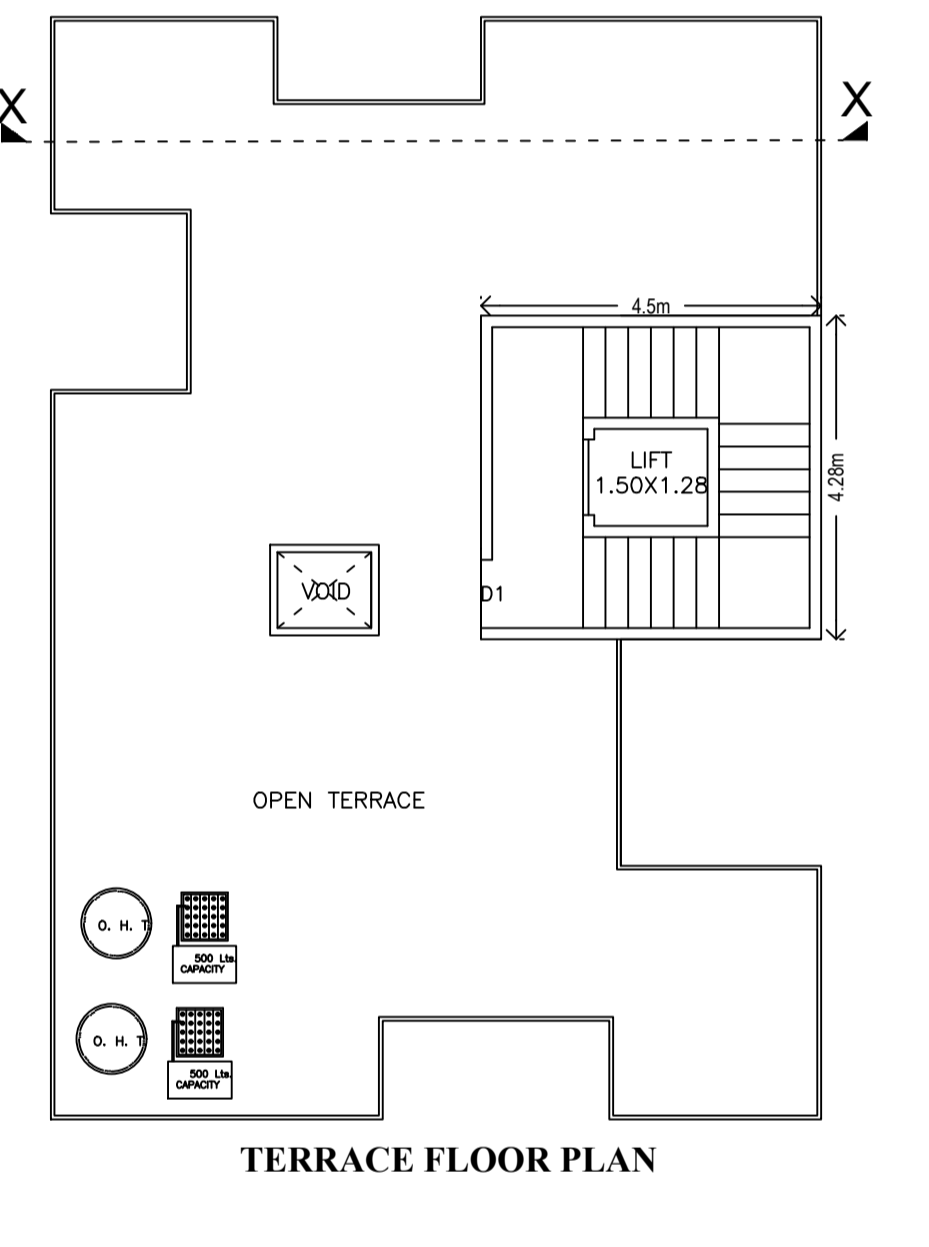 X
X
4.5m
LIFT
1.50X1.28
4.28m
VOID
D1
OPEN TERRACE
O. H. T
500 Lts.
CAPACITY
O. H. T
500 Lts.
CAPACITY
TERRACE FLOOR PLAN